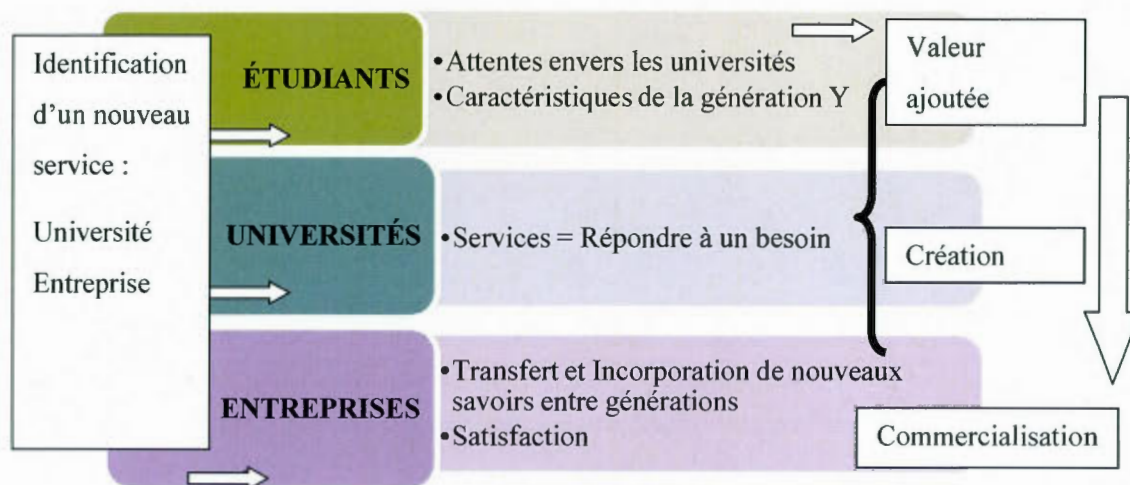 Identification
d'un nouveau
service :
Université
Entreprise
ÉTUDIANTS
•Attentes envers les universités
•Caractéristiques de la génération Y
UNIVERSITÉS
•Services = Répondre à un besoin
ENTREPRISES
•Transfert et Incorporation de nouveaux
savoirs entre générations
•Satisfaction
Valeur
ajoutée
Création
Commercialisation